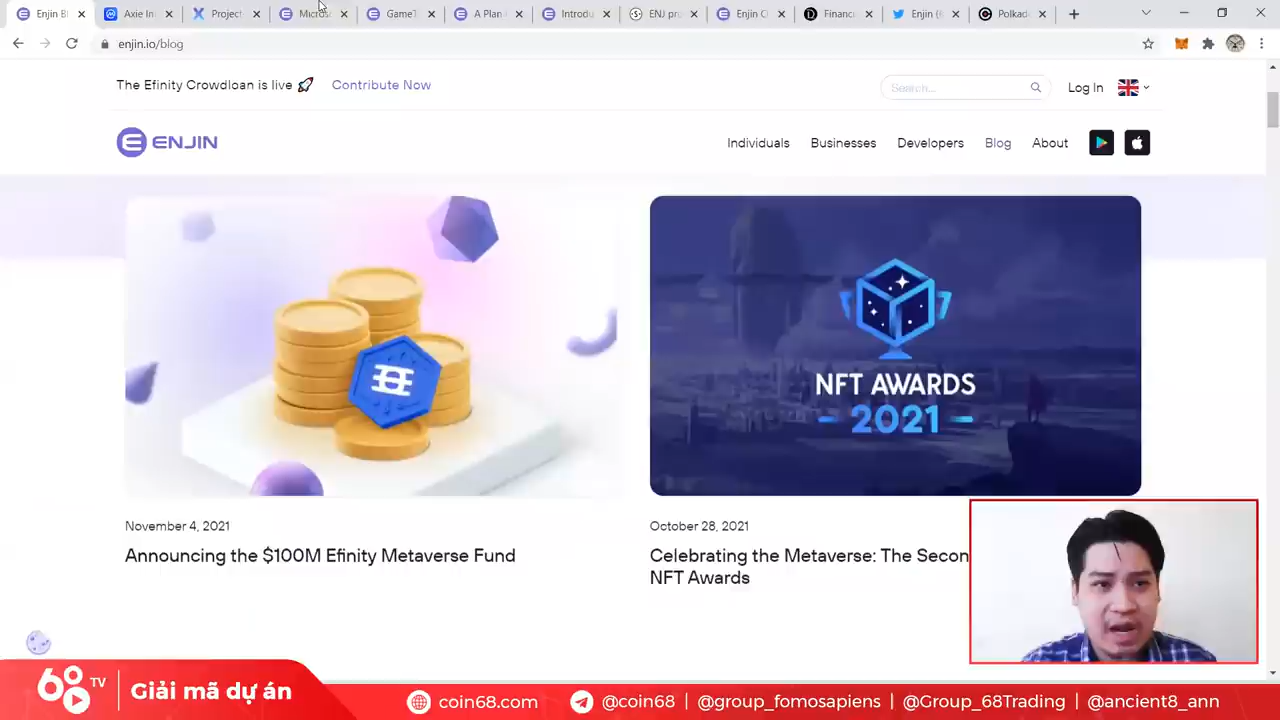 Enjin B
Axie In
Project
Micros
GameT
A Plan
Introdu
ENJ pro
Enjin C
Finance
Enjin (
Polkad
enjin.io/blog
The Efinity Crowdloan is live 🚀 Contribute Now
Search...
Log In
ENJIN
Individuals
Businesses
Developers
Blog
About
NFT AWARDS
2021
November 4, 2021
Announcing the $100M Efinity Metaverse Fund
October 28, 2021
Celebrating the Metaverse: The Secon
NFT Awards
68 TV
Giải mã dự án
coin68.com
@coin68 | @group_fomosapiens | @Group_68Trading | @ancient8_ann